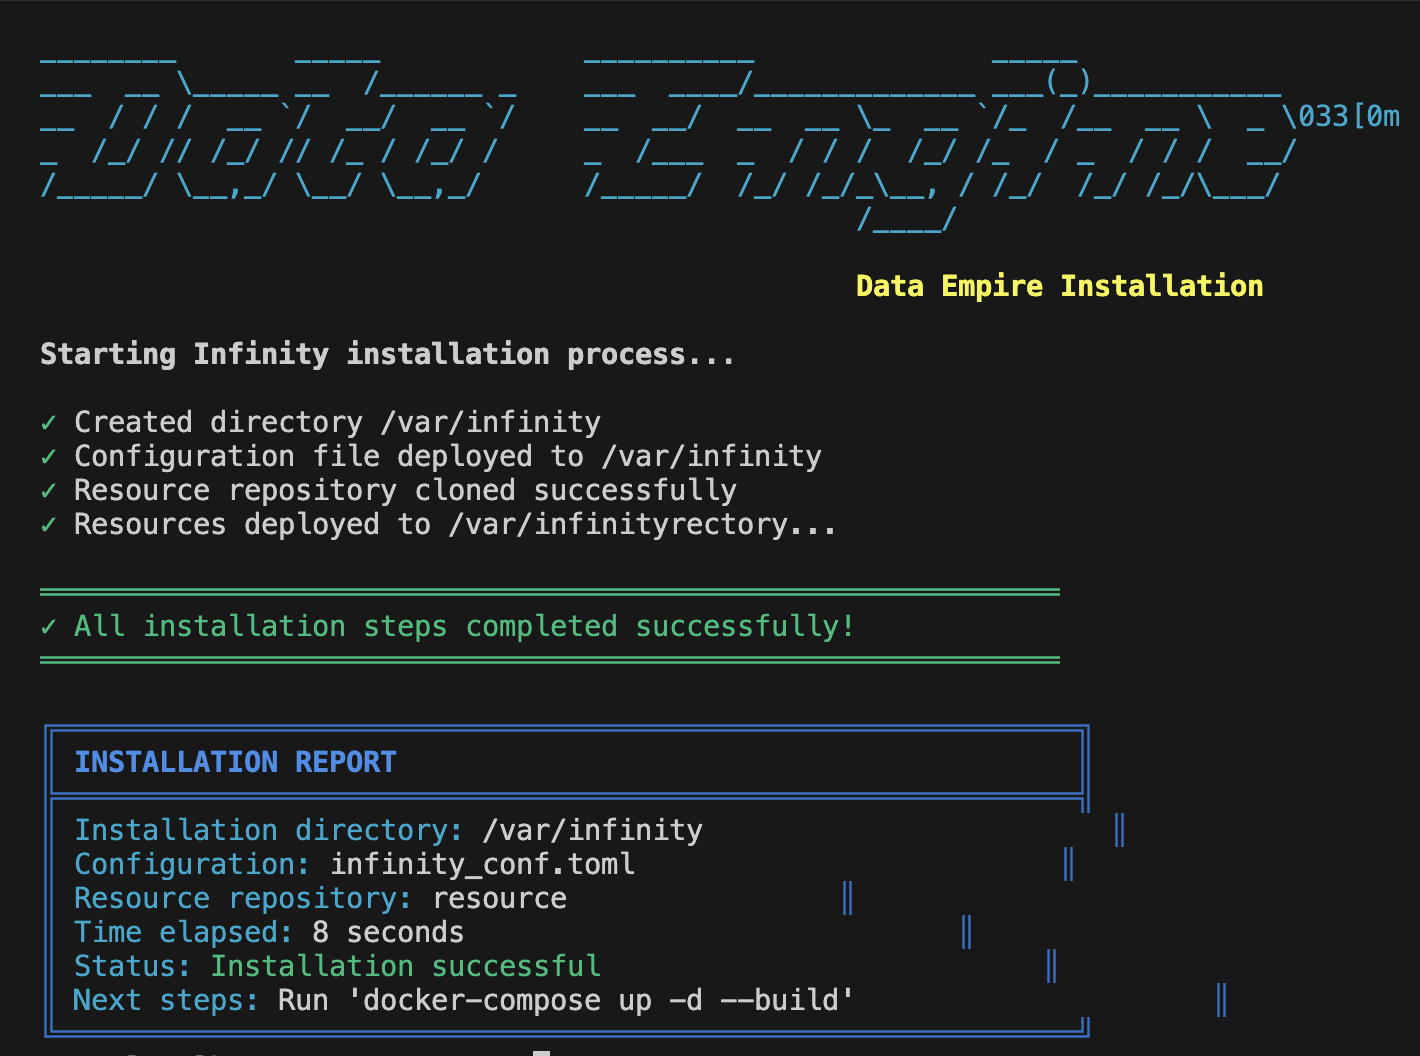 Data Engine
\033[0m
Data Empire Installation
Starting Infinity installation process...
✓ Created directory /var/infinity
✓ Configuration file deployed to /var/infinity
✓ Resource repository cloned successfully
✓ Resources deployed to /var/infinityrectory...
✓ All installation steps completed successfully!
INSTALLATION REPORT
Installation directory: /var/infinity
Configuration: infinity_conf.toml
Resource repository: resource
Time elapsed: 8 seconds
Status: Installation successful
Next steps: Run 'docker-compose up -d --build'